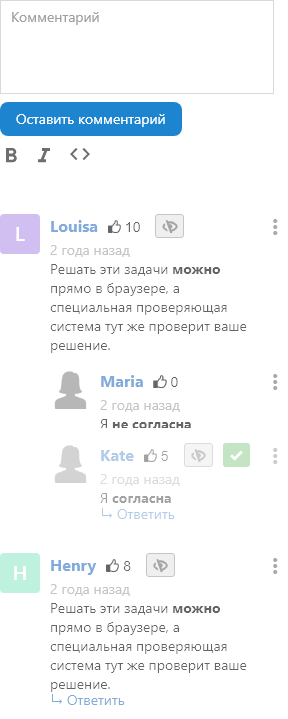 Комментарий
Оставить комментарий
B I <>
L Louisa 10
2 года назад
Решать эти задачи можно
прямо в браузере, а
специальная проверяющая
система тут же проверит ваше
решение.
Maria 0
2 года назад
Я не согласна
Kate 5
2 года назад
Я согласна
Ответить
H Henry 8
2 года назад
Решать эти задачи можно
прямо в браузере, а
специальная проверяющая
система тут же проверит ваше
решение.
Ответить